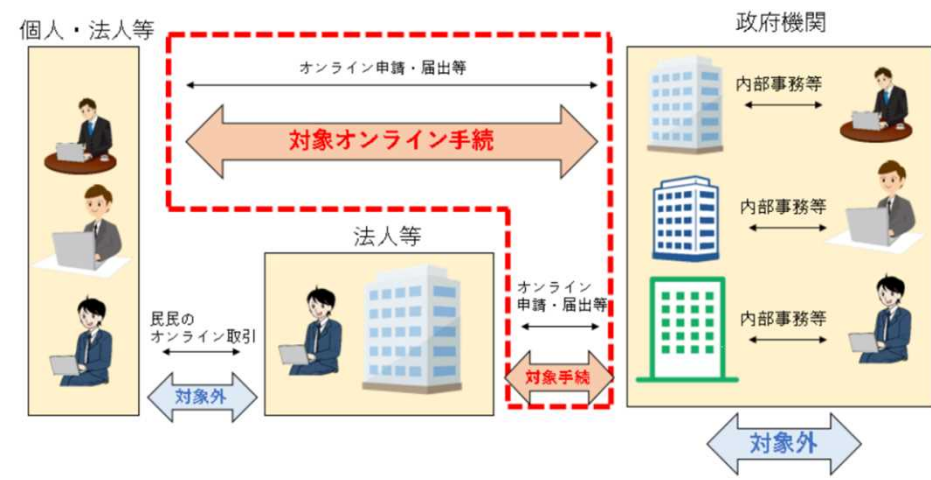 個人・法人等
政府機関
オンライン申請・届出等
対象オンライン手続
内部事務等
内部事務等
内部事務等
法人等
民民の
オンライン取引
対象外
オンライン
申請・届出等
対象手続
対象外